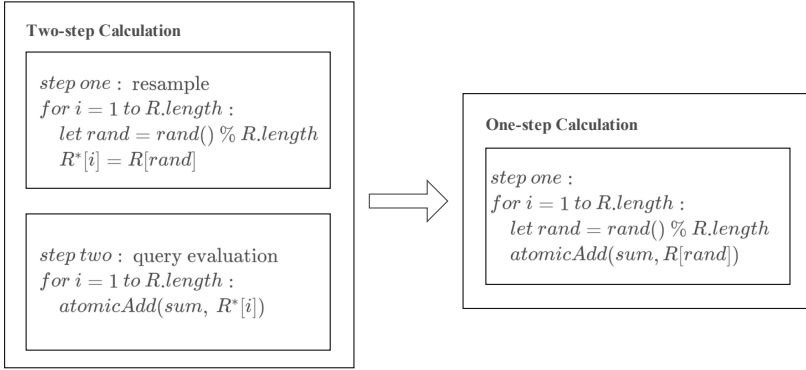 Two-step Calculation
step one : resample
for i = 1 to R.length :
let rand = rand() % R.length
R*[i] = R[rand]
step two : query evaluation
for i = 1 to R.length :
atomicAdd(sum, R*[i])
One-step Calculation
step one :
for i = 1 to R.length :
let rand = rand() % R.length
atomicAdd(sum, R[rand])